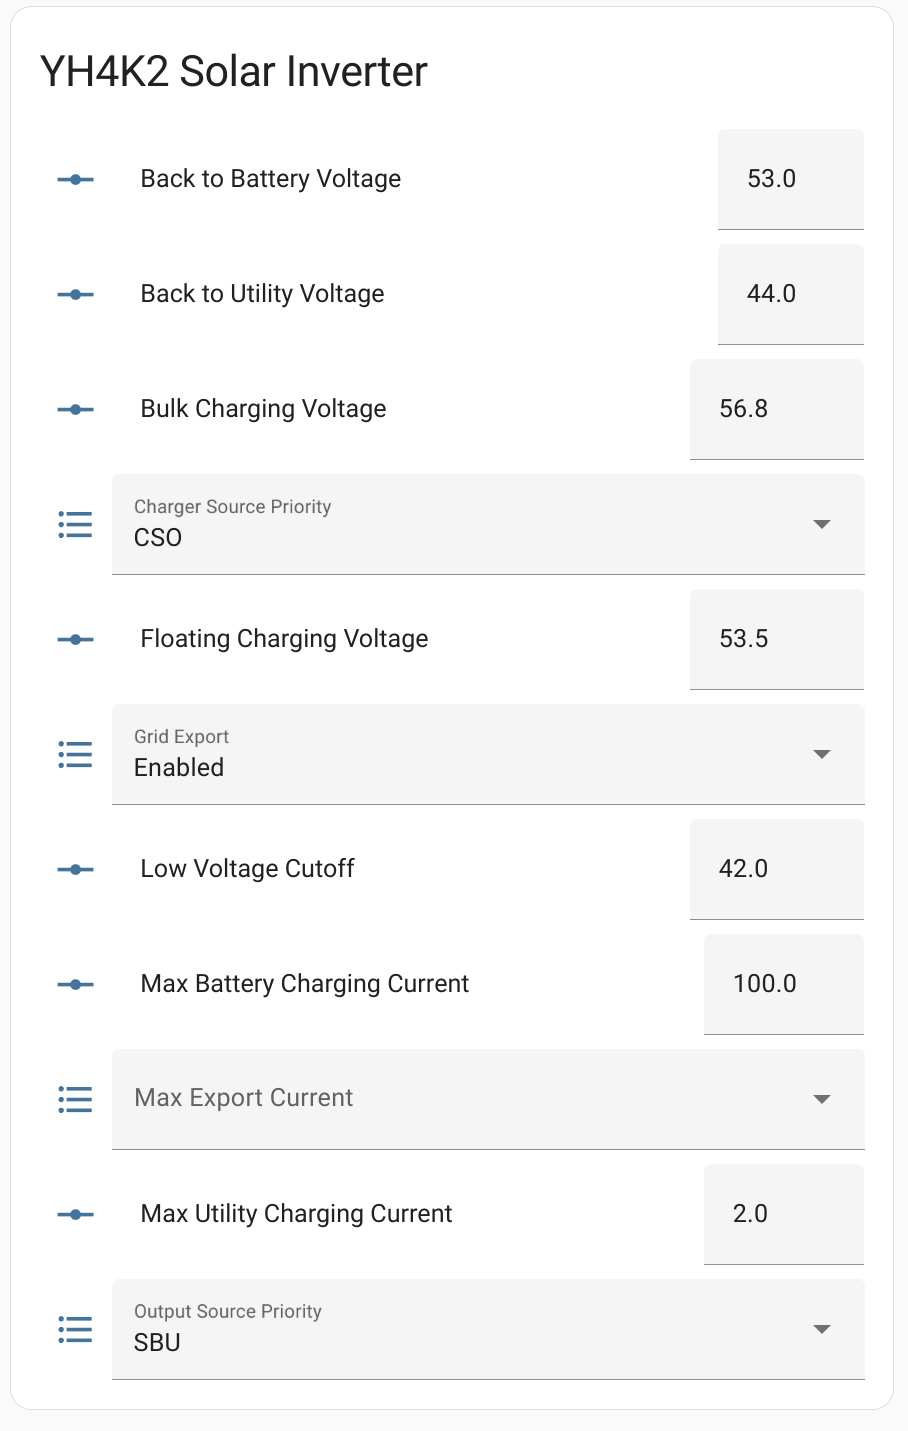 YH4K2 Solar Inverter
Back to Battery Voltage
53.0
Back to Utility Voltage
44.0
Bulk Charging Voltage
56.8
Charger Source Priority
CSO
Floating Charging Voltage
53.5
Grid Export
Enabled
Low Voltage Cutoff
42.0
Max Battery Charging Current
100.0
Max Export Current
Max Utility Charging Current
2.0
Output Source Priority
SBU